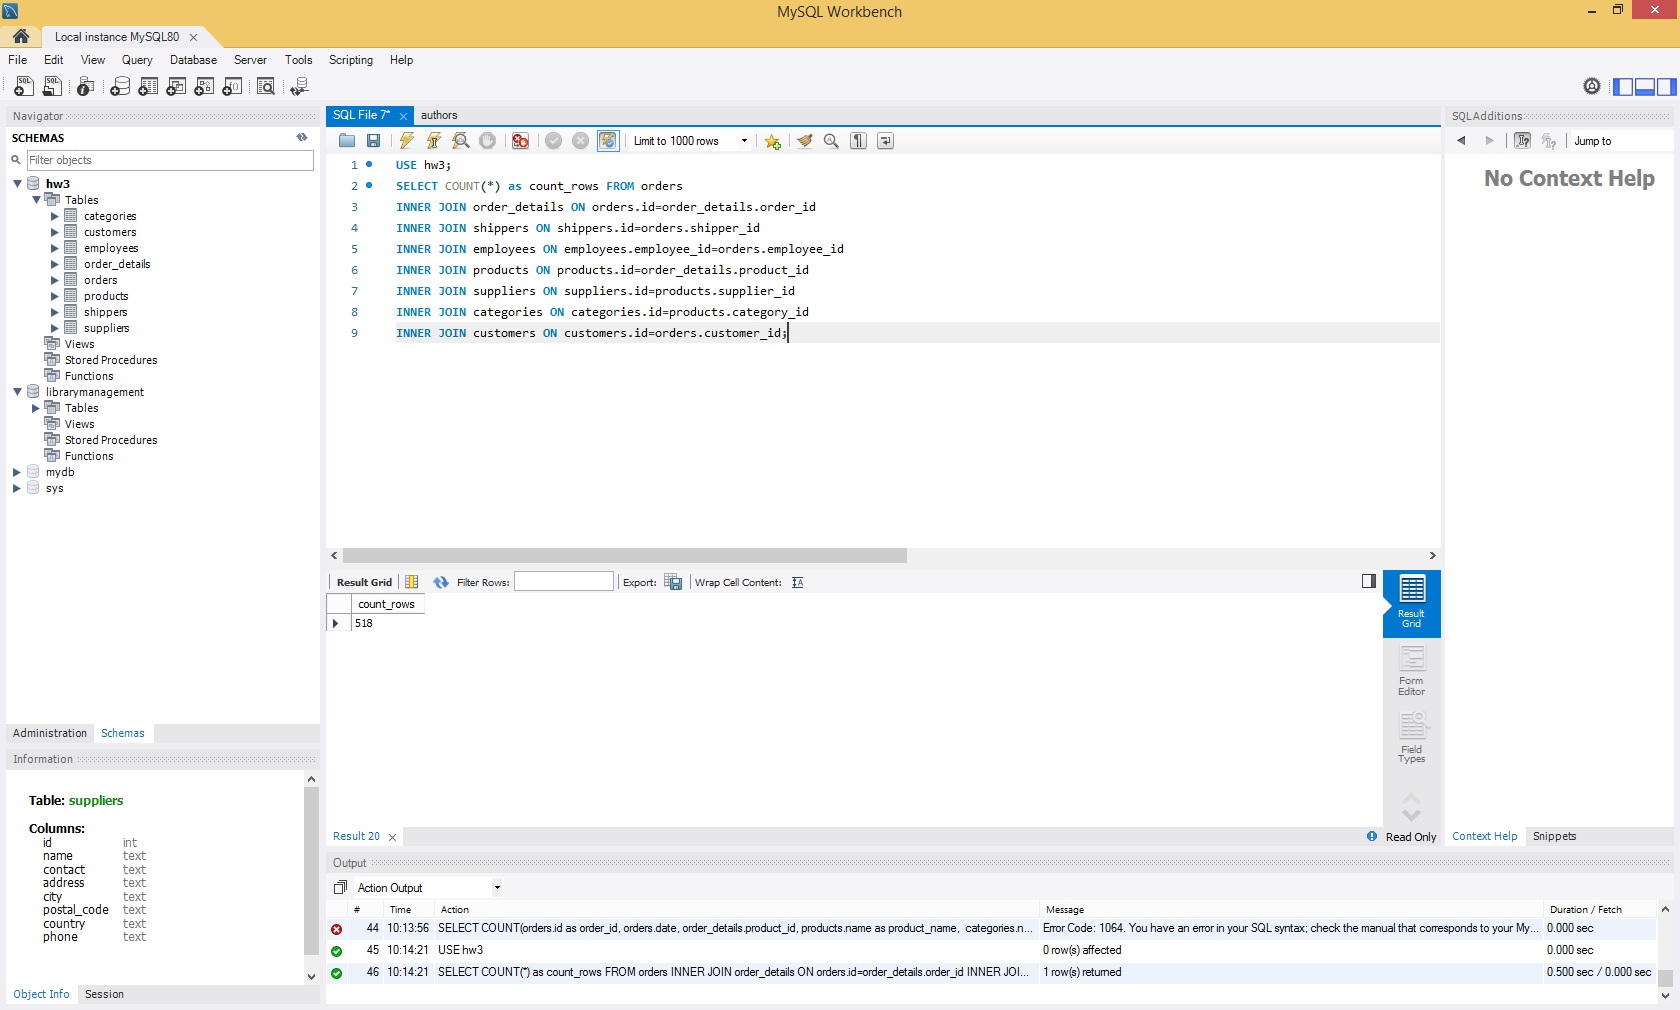 MySQL Workbench
Local instance MySQL80
File Edit View Query Database Server Tools Scripting Help
Navigator
SCHEMAS
Filter objects
hw3
Tables
categories
customers
employees
order_details
orders
products
shippers
suppliers
Views
Stored Procedures
Functions
librarymanagement
Tables
Views
Stored Procedures
Functions
mydb
sys
Administration Schemas
Information
Table: suppliers
Columns:
id int
name text
contact text
address text
city text
postal_code text
country text
phone text
Object Info Session
SQL File 7* authors
Limit to 1000 rows
1 USE hw3;
2 SELECT COUNT(*) as count_rows FROM orders
3 INNER JOIN order_details ON orders.id=order_details.order_id
4 INNER JOIN shippers ON shippers.id=orders.shipper_id
5 INNER JOIN employees ON employees.employee_id=orders.employee_id
6 INNER JOIN products ON products.id=order_details.product_id
7 INNER JOIN suppliers ON suppliers.id=products.supplier_id
8 INNER JOIN categories ON categories.id=products.category_id
9 INNER JOIN customers ON customers.id=orders.customer_id;
Result Grid Filter Rows: Export: Wrap Cell Content:
count_rows
518
Result Grid
Form Editor
Field Types
Result 20 Read Only
Output
Action Output
# Time Action Message Duration / Fetch
44 10:13:56 SELECT COUNT(orders.id as order_id, orders.date, order_details.product_id, products.name as product_name, categories.n... Error Code: 1064. You have an error in your SQL syntax; check the manual that corresponds to your My... 0.000 sec
45 10:14:21 USE hw3 0 row(s) affected 0.000 sec
46 10:14:21 SELECT COUNT(*) as count_rows FROM orders INNER JOIN order_details ON orders.id=order_details.order_id INNER JOI... 1 row(s) returned 0.500 sec / 0.000 sec
SQLAdditions
Jump to
No Context Help
Context Help Snippets